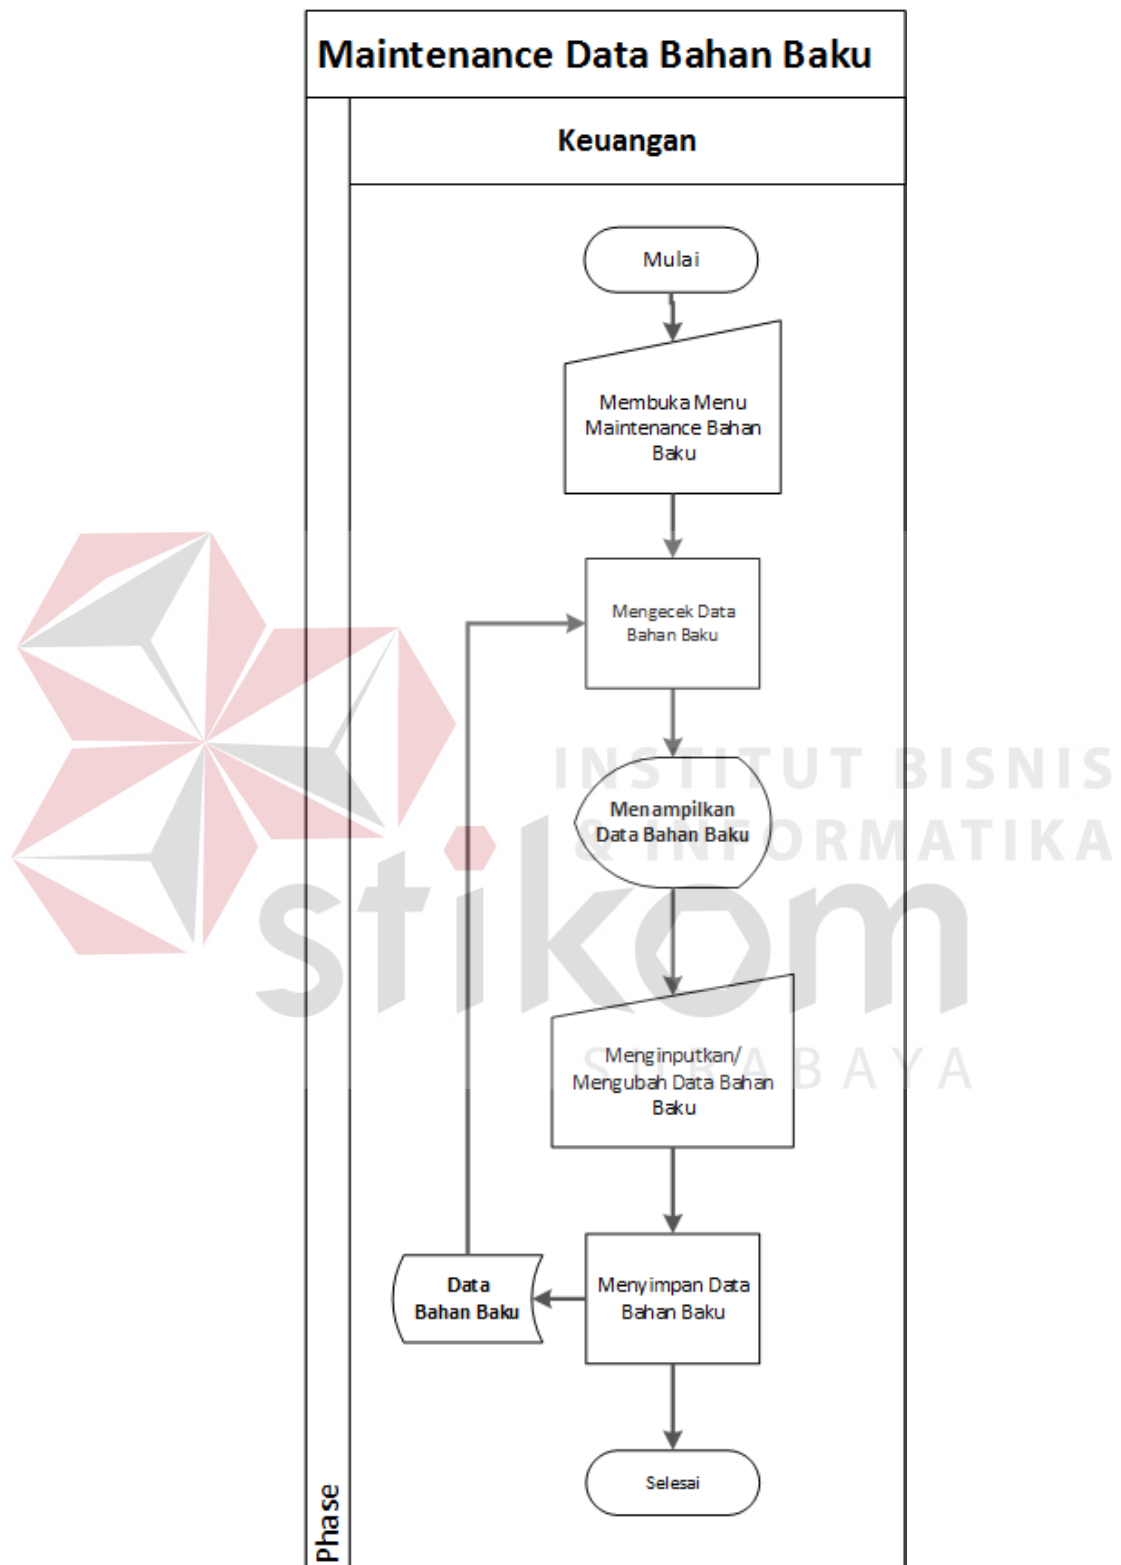 Maintenance Data Bahan Baku
Keuangan
Mulai
Membuka Menu
Maintenance Bahan
Baku
Mengecek Data
Bahan Baku
INSTITUT BISNIS
& INFORMATIKA
Menampilkan
Data Bahan Baku
stikom
SURABAYA
Menginputkan/
Mengubah Data Bahan
Baku
Data
Bahan Baku
Menyimpan Data
Bahan Baku
Selesai
Phase